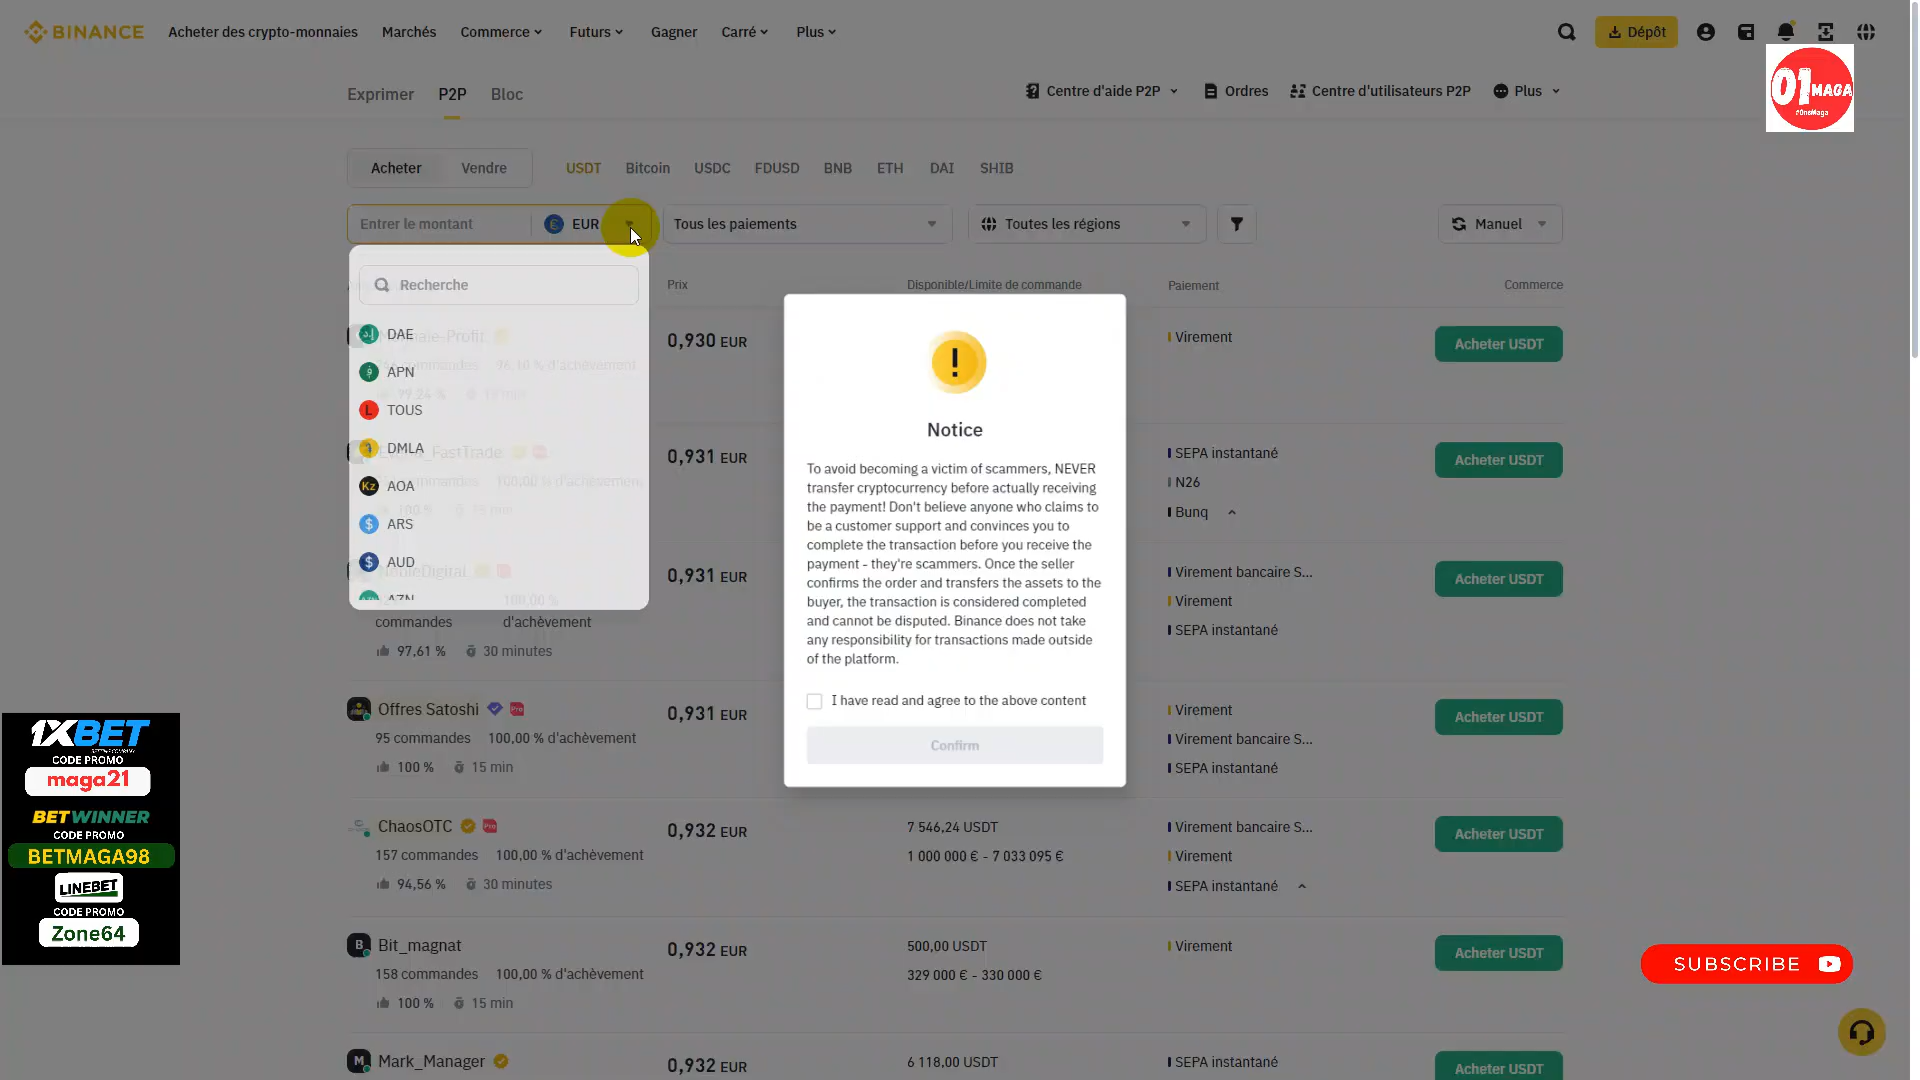 BINANCE
Acheter des crypto-monnaies
Marchés
Commerce
Futurs
Gagner
Carré
Plus
Dépôt
01MAGA
#OneMaga
Exprimer
P2P
Bloc
Centre d'aide P2P
Ordres
Centre d'utilisateurs P2P
Plus
Acheter
Vendre
USDT
Bitcoin
USDC
FDUSD
BNB
ETH
DAI
SHIB
Entrer le montant
EUR
Tous les paiements
Toutes les régions
Manuel
Recherche
DAE
APN
TOUS
DMLA
AOA
ARS
AUD
AZN
Prix
Disponible/Limite de commande
Paiement
Commerce
0,930 EUR
Virement
Acheter USDT
0,931 EUR
SEPA instantané
N26
Bunq
Acheter USDT
commandes
100,00 %
d'achèvement
97,61 %
30 minutes
0,931 EUR
Virement bancaire S...
Virement
SEPA instantané
Acheter USDT
Notice
To avoid becoming a victim of scammers, NEVER
transfer cryptocurrency before actually receiving
the payment! Don't believe anyone who claims to
be a customer support and convinces you to
complete the transaction before you receive the
payment - they're scammers. Once the seller
confirms the order and transfers the assets to the
buyer, the transaction is considered completed
and cannot be disputed. Binance does not take
any responsibility for transactions made outside
of the platform.
I have read and agree to the above content
Confirm
Offres Satoshi
95 commandes 100,00 % d'achèvement
100 % 15 min
0,931 EUR
Virement
Virement bancaire S...
SEPA instantané
Acheter USDT
ChaosOTC
157 commandes 100,00 % d'achèvement
94,56 % 30 minutes
0,932 EUR
7 546,24 USDT
1 000 000 € - 7 033 095 €
Virement bancaire S...
Virement
SEPA instantané
Acheter USDT
B Bit_magnat
158 commandes 100,00 % d'achèvement
100 % 15 min
0,932 EUR
500,00 USDT
329 000 € - 330 000 €
Virement
Acheter USDT
M Mark_Manager
0,932 EUR
6 118,00 USDT
SEPA instantané
Acheter USDT
1XBET
CODE PROMO
maga21
BETWINNER
CODE PROMO
BETMAGA98
LINEBET
CODE PROMO
Zone64
SUBSCRIBE